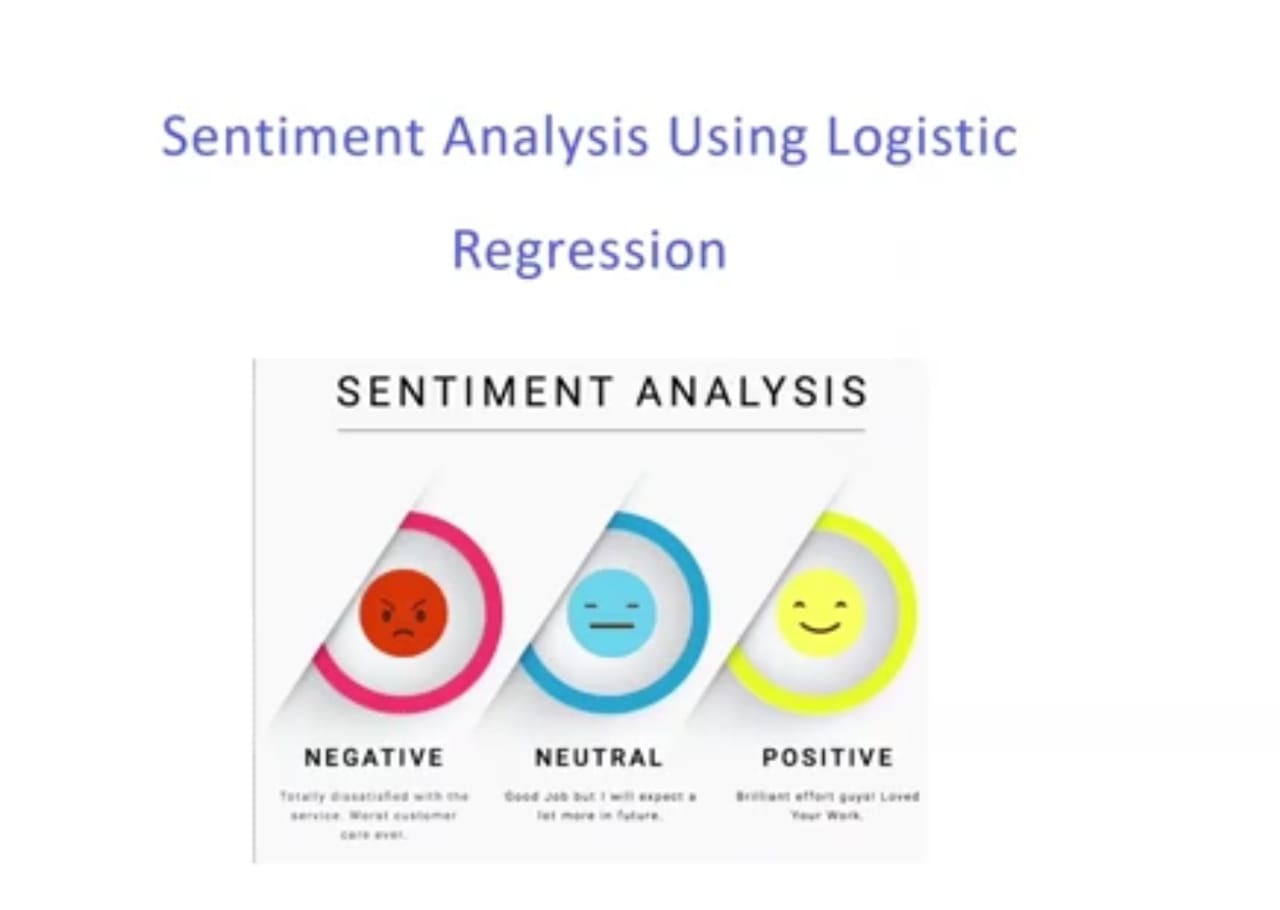 Sentiment Analysis Using Logistic
Regression
SENTIMENT ANALYSIS
NEGATIVE
Totally dissatisfied with the
service. Worst customer
care ever.
NEUTRAL
Good Job but I will expect a
lot more in future.
POSITIVE
Brilliant effort guys! Loved
Your Work.